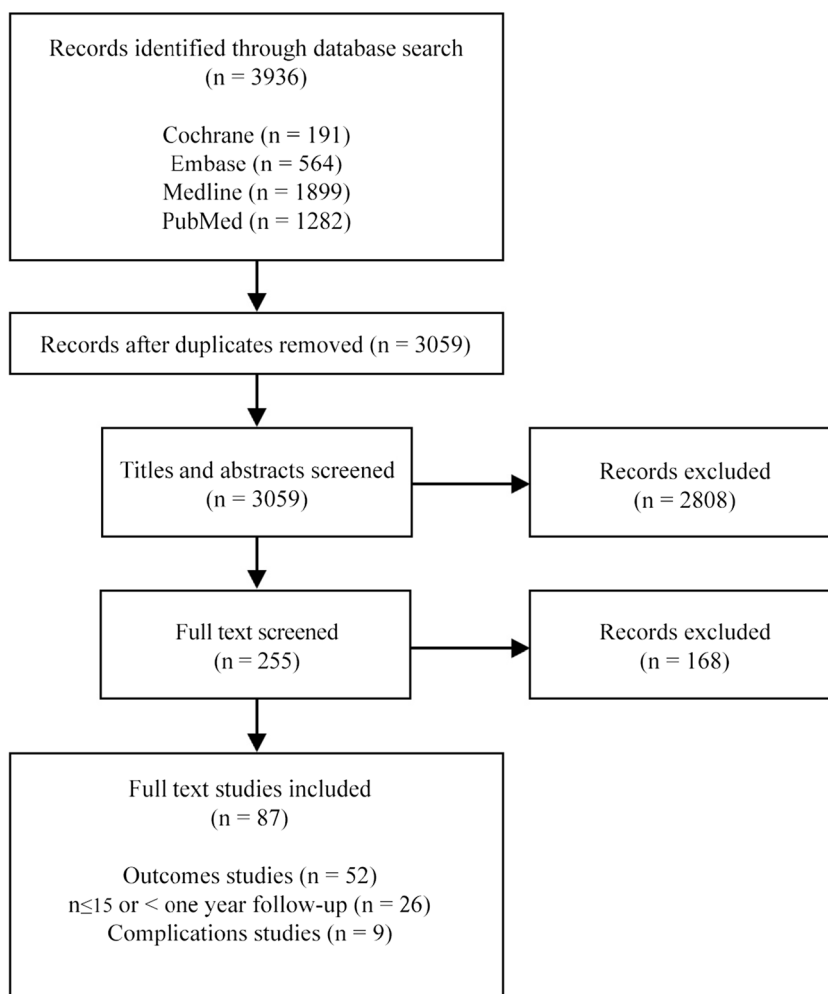 Records identified through database search
(n = 3936)
Cochrane (n = 191)
Embase (n = 564)
Medline (n = 1899)
PubMed (n = 1282)
Records after duplicates removed (n = 3059)
Titles and abstracts screened
(n = 3059)
Records excluded
(n = 2808)
Full text screened
(n = 255)
Records excluded
(n = 168)
Full text studies included
(n = 87)
Outcomes studies (n = 52)
n≤15 or < one year follow-up (n = 26)
Complications studies (n = 9)